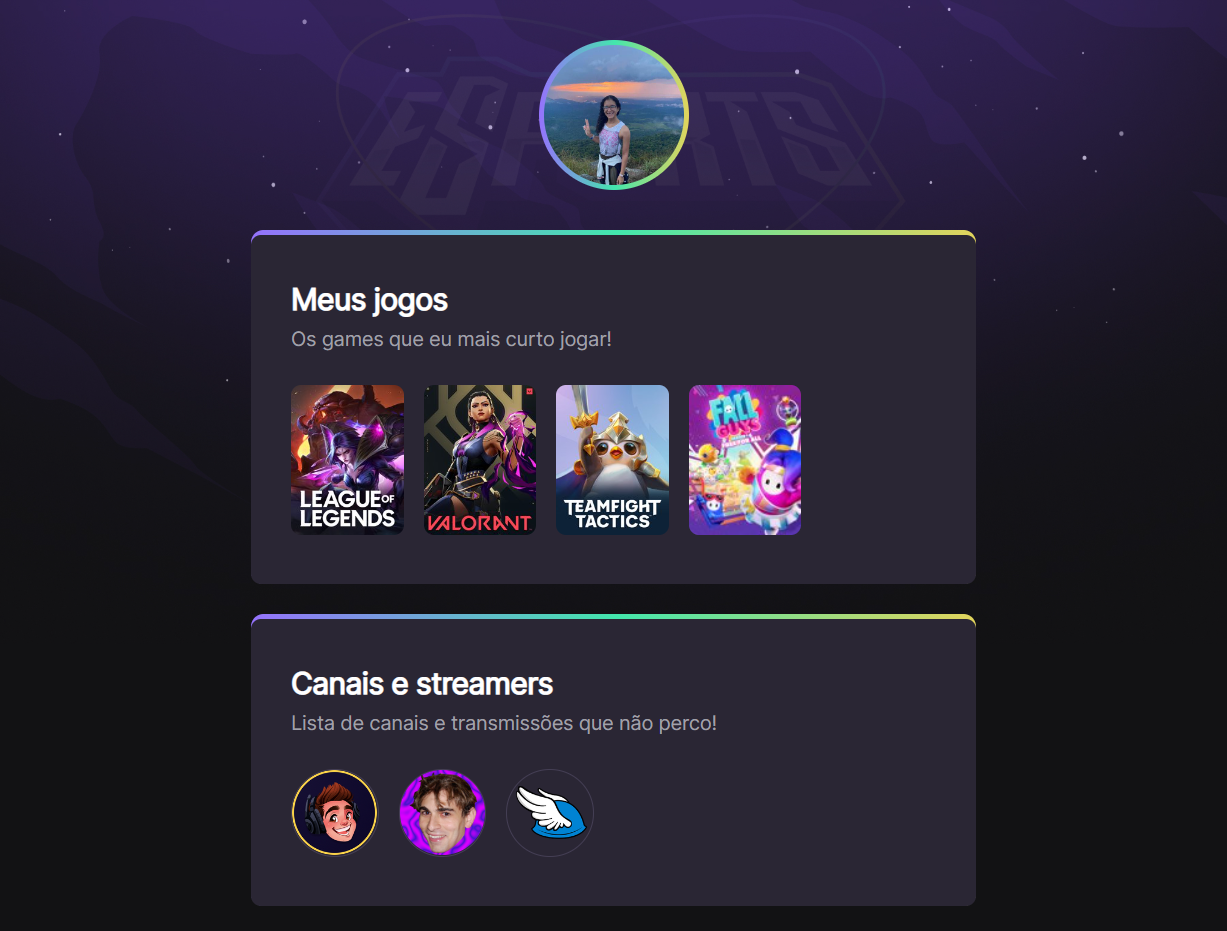 ESPORTS
Meus jogos
Os games que eu mais curto jogar!
LEAGUE OF
LEGENDS
VALORANT
TEAMFIGHT
TACTICS
FALL
GUYS
Canais e streamers
Lista de canais e transmissões que não perco!